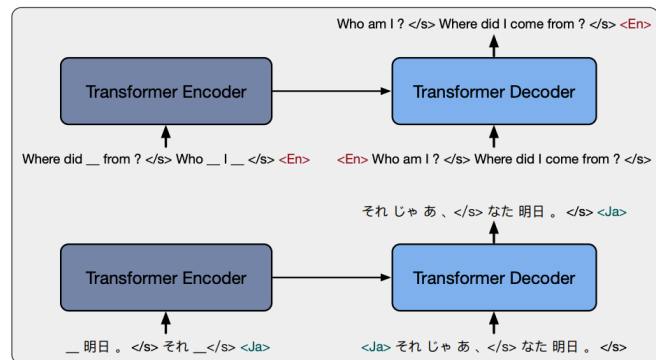 Who am I ? </s> Where did I come from ? </s> <En>
Transformer Encoder
Transformer Decoder
Where did __ from ? </s> Who __ I __ </s> <En>
<En> Who am I ? </s> Where did I come from ? </s>
それ じゃ あ 、</s> なた 明日 。 </s> <Ja>
Transformer Encoder
Transformer Decoder
__ 明日 。 </s> それ __</s> <Ja>
<Ja> それ じゃ あ 、</s> なた 明日 。 </s>